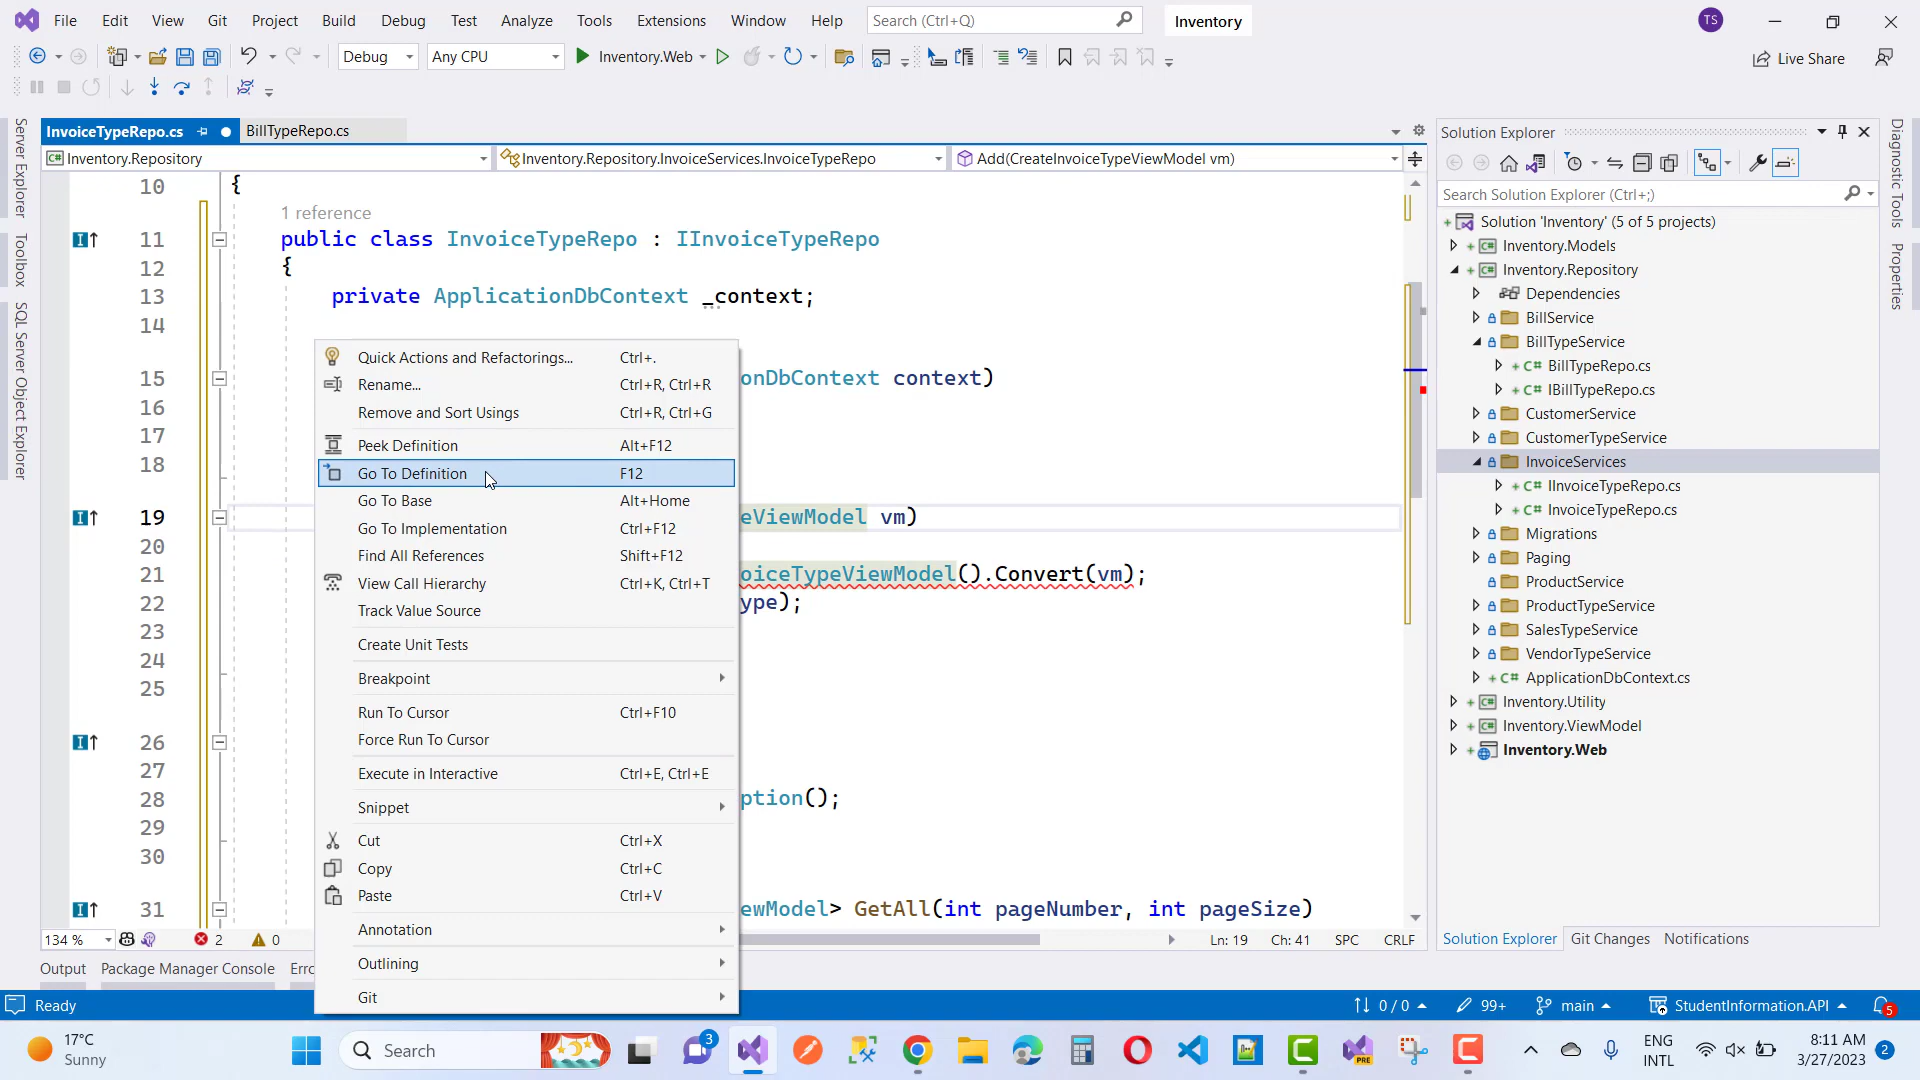 File Edit View Git Project Build Debug Test Analyze Tools Extensions Window Help Search (Ctrl+Q) Inventory TS
Debug Any CPU Inventory.Web Live Share
InvoiceTypeRepo.cs BillTypeRepo.cs
Inventory.Repository Inventory.Repository.InvoiceServices.InvoiceTypeRepo Add(CreateInvoiceTypeViewModel vm)
Server Explorer
Toolbox
SQL Server Object Explorer
10 {
1 reference
11 public class InvoiceTypeRepo : IInvoiceTypeRepo
12 {
13 private ApplicationDbContext _context;
14
15 onDbContext context)
16
17
18
19 eViewModel vm)
20
21 oiceTypeViewModel().Convert(vm);
22 ype);
23
24
25
26
27
28 ption();
29
30
31 ewModel> GetAll(int pageNumber, int pageSize)
Quick Actions and Refactorings... Ctrl+.
Rename... Ctrl+R, Ctrl+R
Remove and Sort Usings Ctrl+R, Ctrl+G
Peek Definition Alt+F12
Go To Definition F12
Go To Base Alt+Home
Go To Implementation Ctrl+F12
Find All References Shift+F12
View Call Hierarchy Ctrl+K, Ctrl+T
Track Value Source
Create Unit Tests
Breakpoint
Run To Cursor Ctrl+F10
Force Run To Cursor
Execute in Interactive Ctrl+E, Ctrl+E
Snippet
Cut Ctrl+X
Copy Ctrl+C
Paste Ctrl+V
Annotation
Outlining
Git
134 % 2 0 Ln: 19 Ch: 41 SPC CRLF
Output Package Manager Console Erro
Solution Explorer
Search Solution Explorer (Ctrl+;)
Solution 'Inventory' (5 of 5 projects)
Inventory.Models
Inventory.Repository
Dependencies
BillService
BillTypeService
C# BillTypeRepo.cs
C# IBillTypeRepo.cs
CustomerService
CustomerTypeService
InvoiceServices
C# IInvoiceTypeRepo.cs
C# InvoiceTypeRepo.cs
Migrations
Paging
ProductService
ProductTypeService
SalesTypeService
VendorTypeService
C# ApplicationDbContext.cs
Inventory.Utility
Inventory.ViewModel
Inventory.Web
Solution Explorer Git Changes Notifications
Diagnostic Tools
Properties
Ready 0 / 0 99+ main StudentInformation.API 5
17°C
Sunny
Search 3 PRE
ENG
INTL
8:11 AM
3/27/2023
2